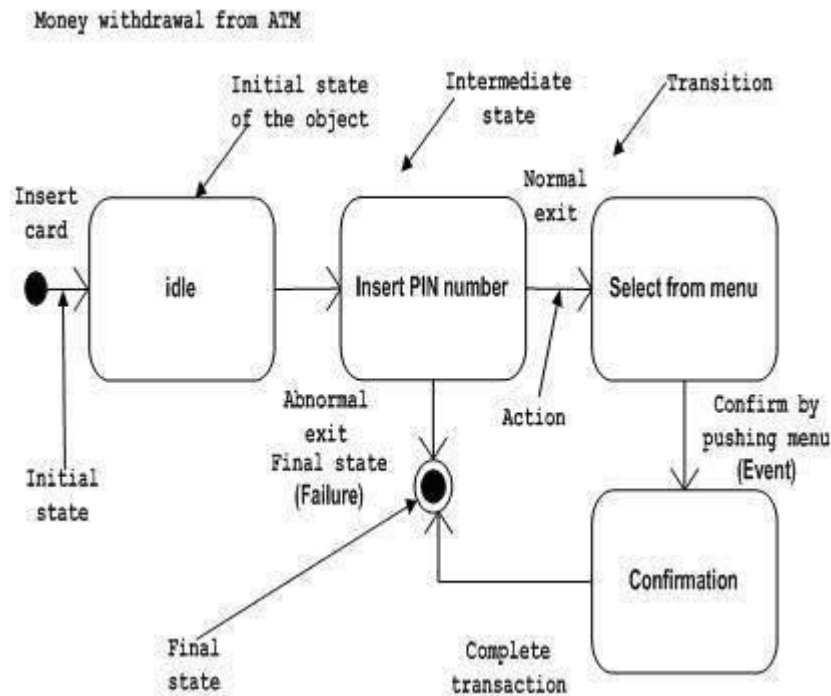 Money withdrawal from ATM
Initial state
of the object
Intermediate
state
Transition
Insert
card
Normal
exit
idle
Insert PIN number
Select from menu
Abnormal
exit
Final state
(Failure)
Action
Confirm by
pushing menu
(Event)
Initial
state
Confirmation
Final
state
Complete
transaction